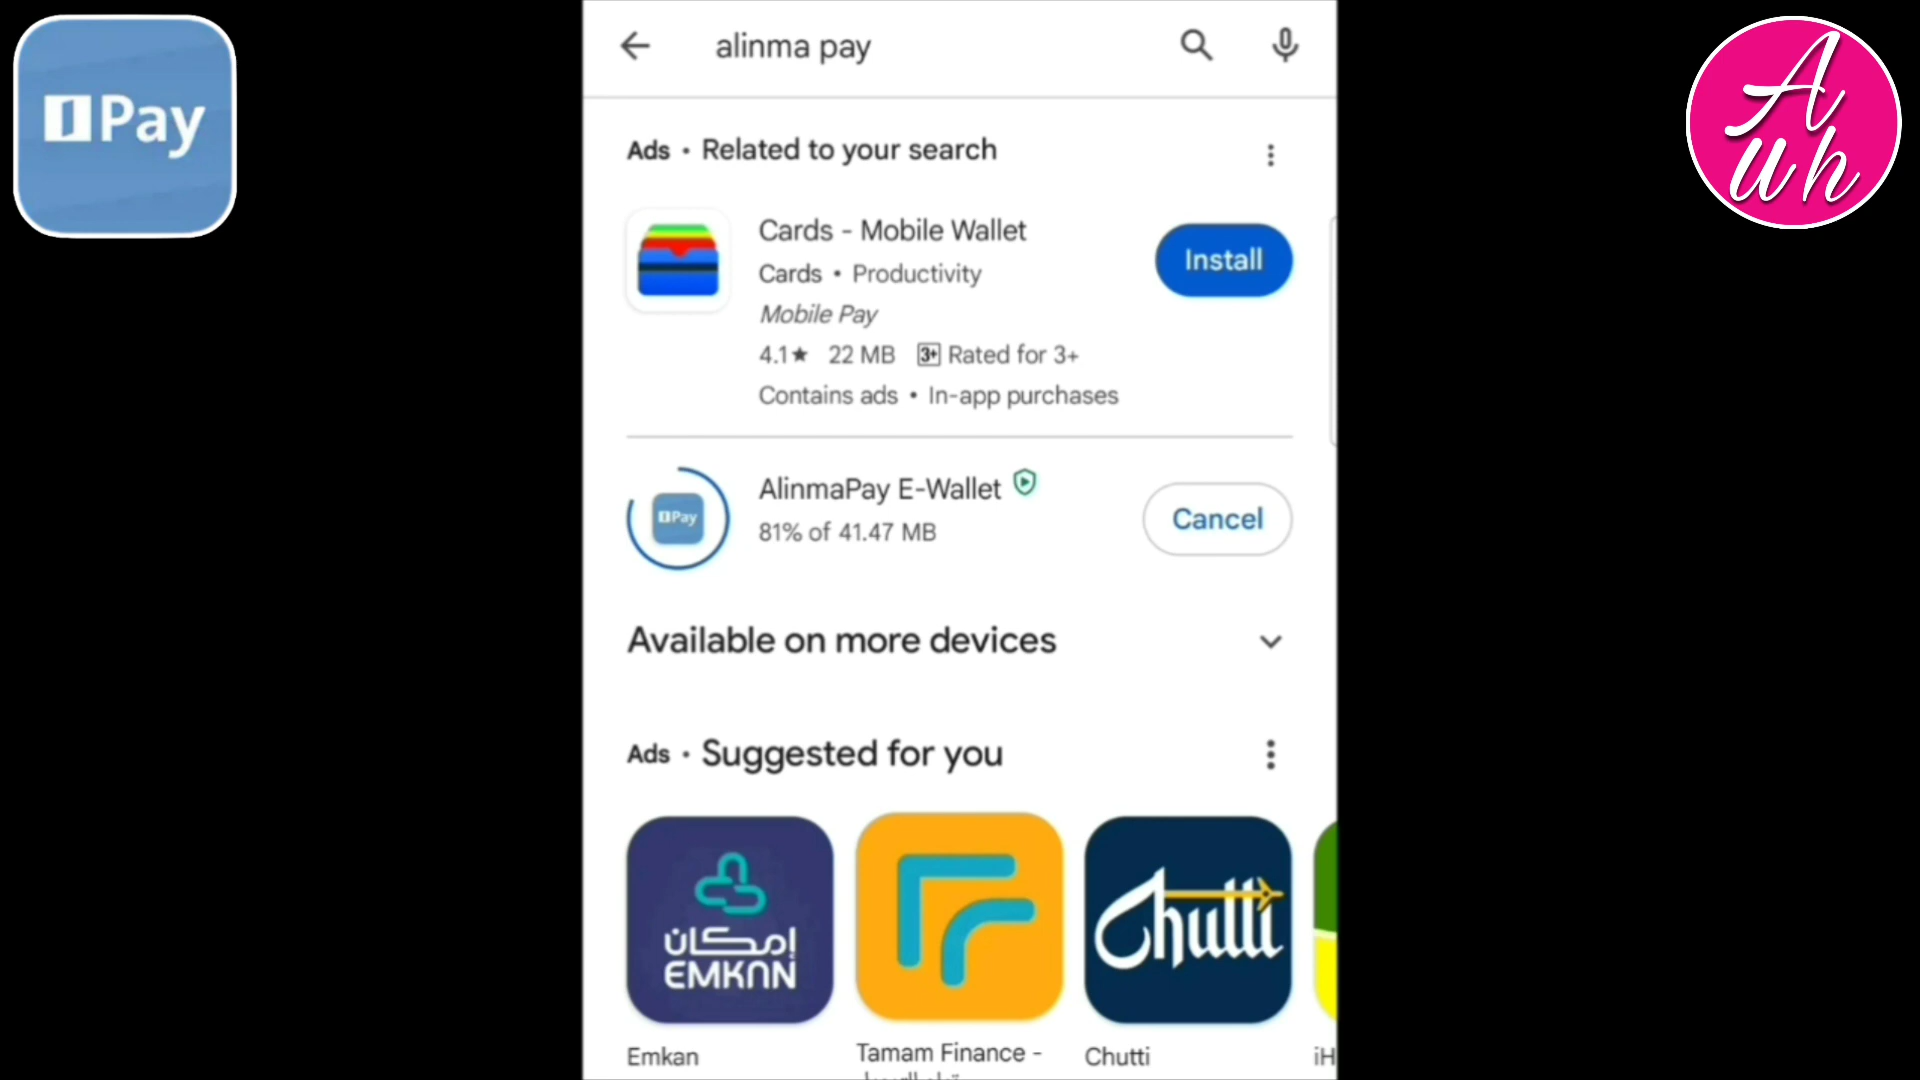 Pay
A
uh
alinma pay
Ads • Related to your search
Cards - Mobile Wallet
Cards • Productivity
Mobile Pay
4.1★ 22 MB 3+ Rated for 3+
Contains ads • In-app purchases
Install
AlinmaPay E-Wallet
81% of 41.47 MB
Pay
Cancel
Available on more devices
Ads • Suggested for you
إمكان
EMKAN
Chutti
Emkan
Tamam Finance -
Chutti
iH